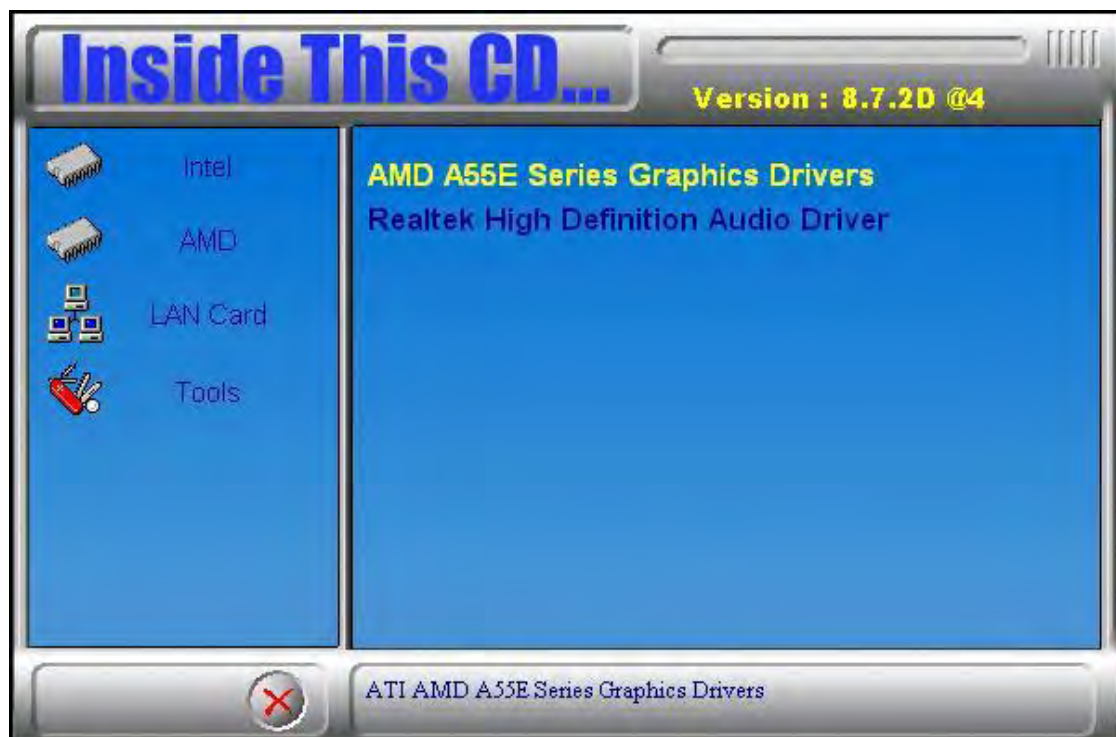 Inside This CD...
Version : 8.7.2D @4
Intel
AMD
LAN Card
Tools
AMD A55E Series Graphics Drivers
Realtek High Definition Audio Driver
ATI AMD A55E Series Graphics Drivers